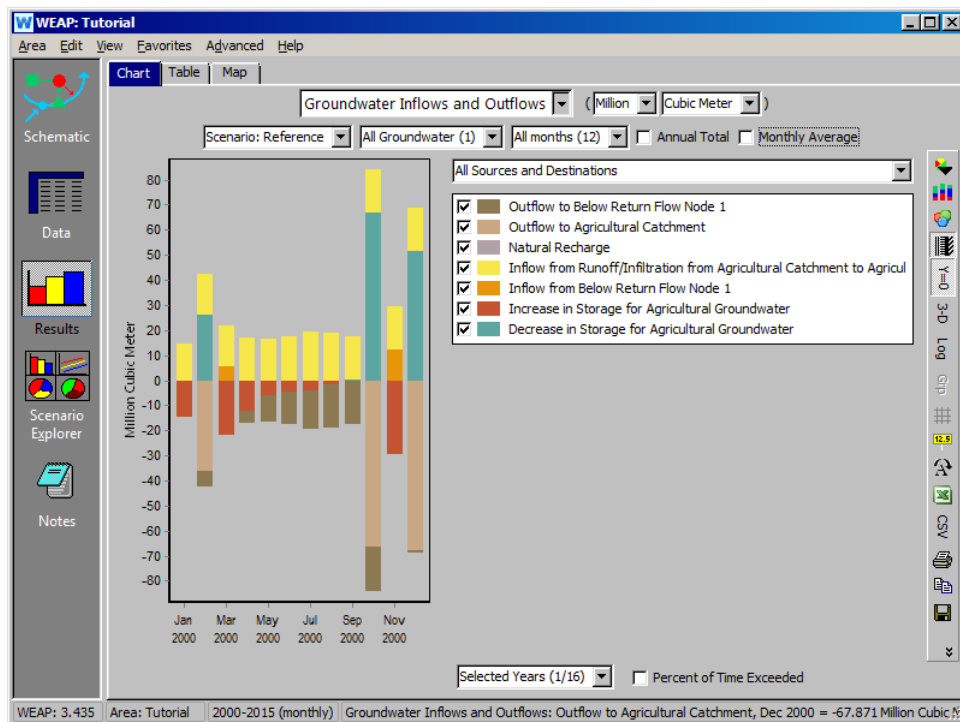 WEAP: Tutorial
Area Edit View Favorites Advanced Help
Chart Table Map
Groundwater Inflows and Outflows ( Million Cubic Meter )
Scenario: Reference All Groundwater (1) All months (12) Annual Total Monthly Average
Schematic
Data
Results
Scenario
Explorer
Notes
All Sources and Destinations
Outflow to Below Return Flow Node 1
Outflow to Agricultural Catchment
Natural Recharge
Inflow from Runoff/Infiltration from Agricultural Catchment to Agricul
Inflow from Below Return Flow Node 1
Increase in Storage for Agricultural Groundwater
Decrease in Storage for Agricultural Groundwater
Million Cubic Meter
80
70
60
50
40
30
20
10
0
-10
-20
-30
-40
-50
-60
-70
-80
Jan Mar May Jul Sep Nov
2000 2000 2000 2000 2000 2000
Y=0
3-D
Log
Grp
12.5
CSV
Selected Years (1/16) Percent of Time Exceeded
WEAP: 3.435 Area: Tutorial 2000-2015 (monthly) Groundwater Inflows and Outflows: Outflow to Agricultural Catchment, Dec 2000 = -67.871 Million Cubic